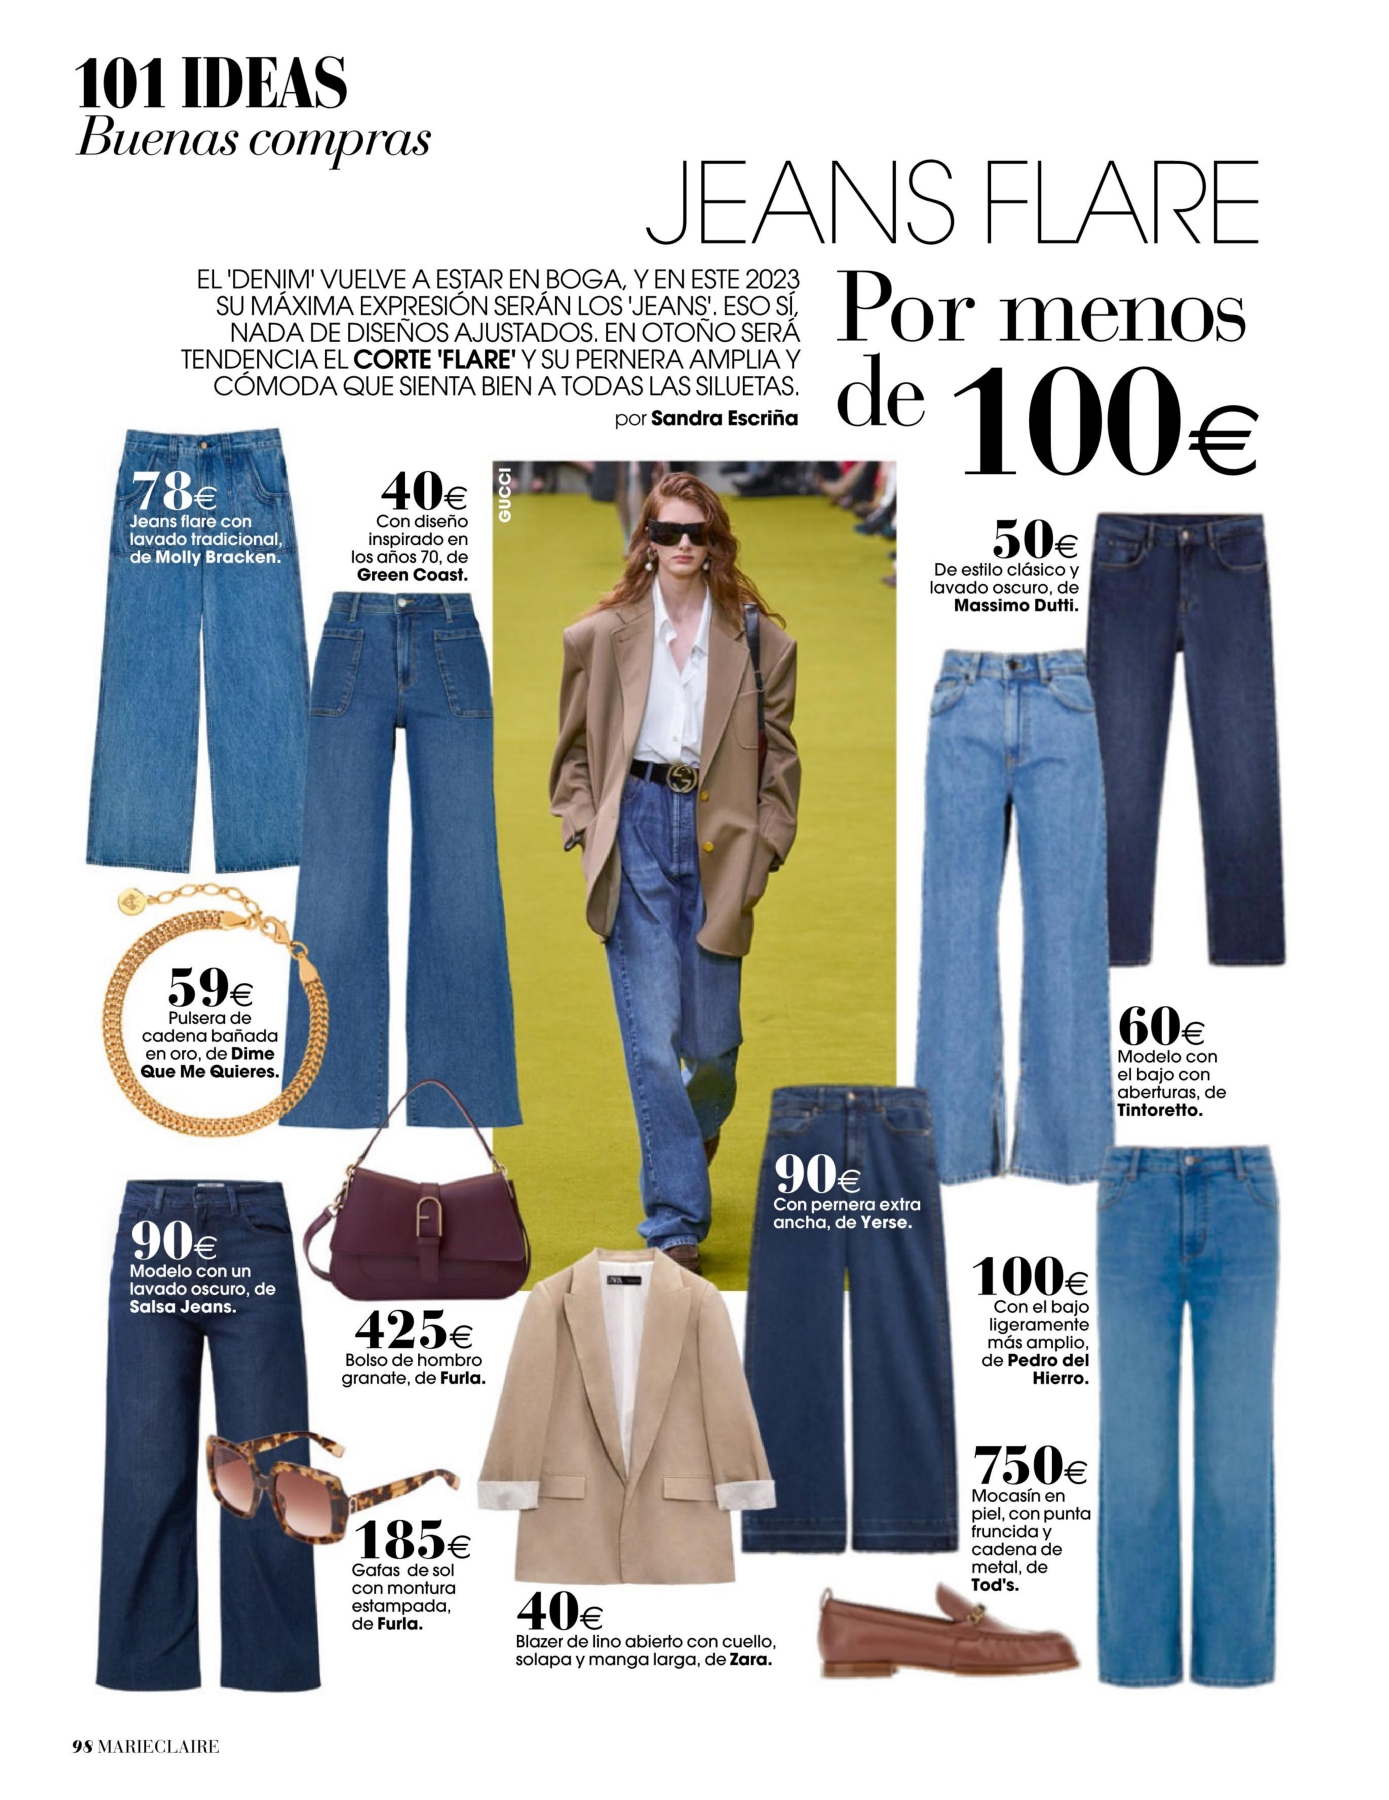 101 IDEAS
Buenas compras
JEANS FLARE
Por menos
de 100€
EL 'DENIM' VUELVE A ESTAR EN BOGA, Y EN ESTE 2023
SU MÁXIMA EXPRESIÓN SERÁN LOS 'JEANS'. ESO SÍ,
NADA DE DISEÑOS AJUSTADOS. EN OTOÑO SERÁ
TENDENCIA EL CORTE 'FLARE' Y SU PERNERA AMPLIA Y
CÓMODA QUE SIENTA BIEN A TODAS LAS SILUETAS.
por Sandra Escriña
78€
Jeans flare con
lavado tradicional,
de Molly Bracken.
40€
Con diseño
inspirado en
los años 70, de
Green Coast.
GUCCI
50€
De estilo clásico y
lavado oscuro, de
Massimo Dutti.
59€
Pulsera de
cadena bañada
en oro, de Dime
Que Me Quieres.
60€
Modelo con
el bajo con
aberturas, de
Tintoretto.
90€
Con pernera extra
ancha, de Yerse.
90€
Modelo con un
lavado oscuro, de
Salsa Jeans.
425€
Bolso de hombro
granate, de Furla.
100€
Con el bajo
ligeramente
más amplio,
de Pedro del
Hierro.
ZARA
185€
Gafas de sol
con montura
estampada,
de Furla.
40€
Blazer de lino abierto con cuello,
solapa y manga larga, de Zara.
750€
Mocasín en
piel, con punta
fruncida y
cadena de
metal, de
Tod's.
98 MARIECLAIRE